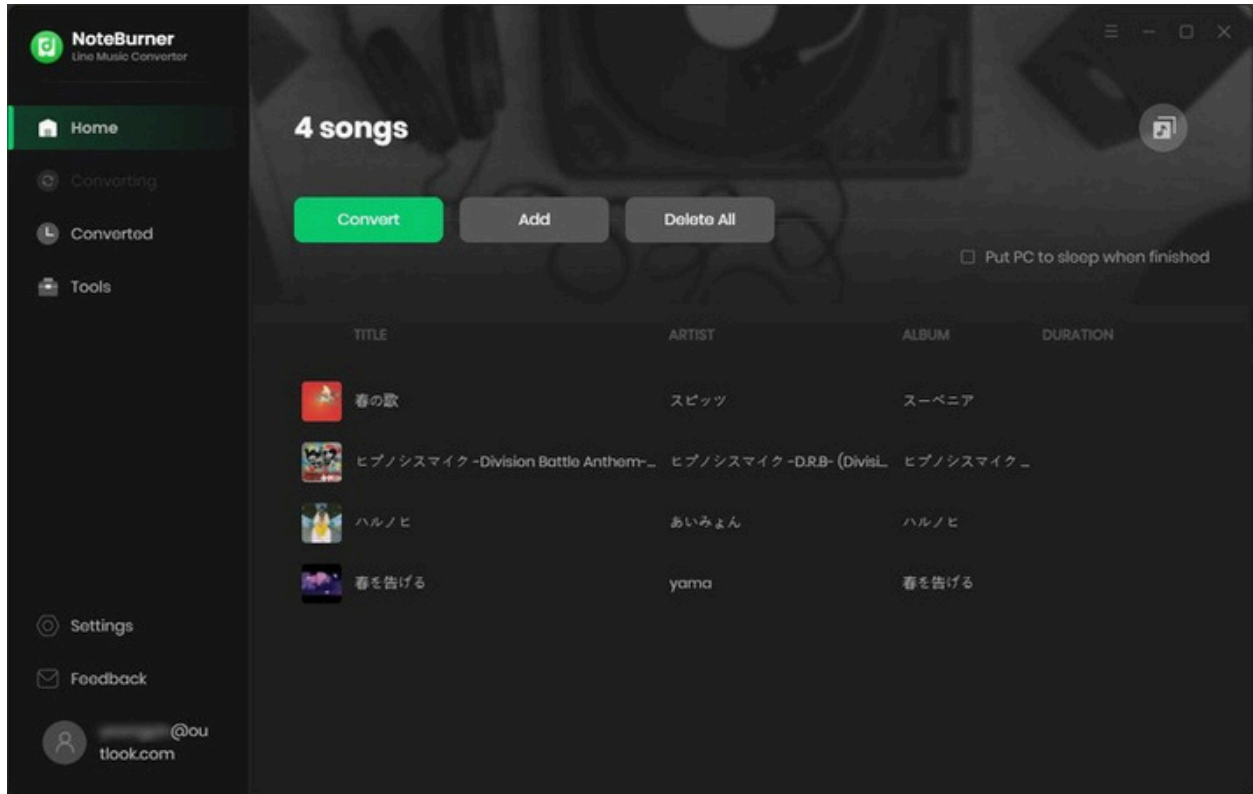 NoteBurner
Line Music Converter
Home
4 songs
Converting
Convert Add Delete All
Converted
Put PC to sleep when finished
Tools
TITLE ARTIST ALBUM DURATION
春の歌 スピッツ スーベニア
ヒプノシスマイク -Division Battle Anthem-... ヒプノシスマイク -D.R.B- (Divisi... ヒプノシスマイク ...
ハルノヒ あいみょん ハルノヒ
春を告げる yama 春を告げる
Settings
Feedback
@ou
tlook.com